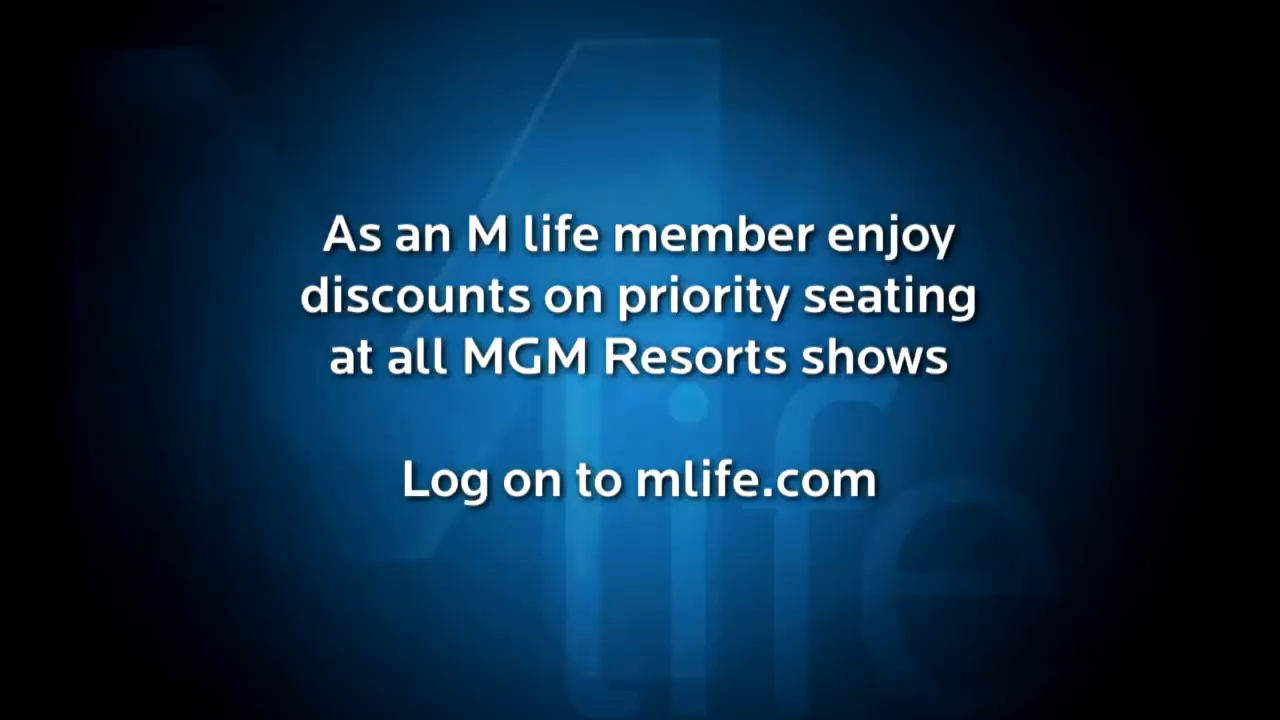 As an M life member enjoy
discounts on priority seating
at all MGM Resorts shows
Log on to mlife.com
life